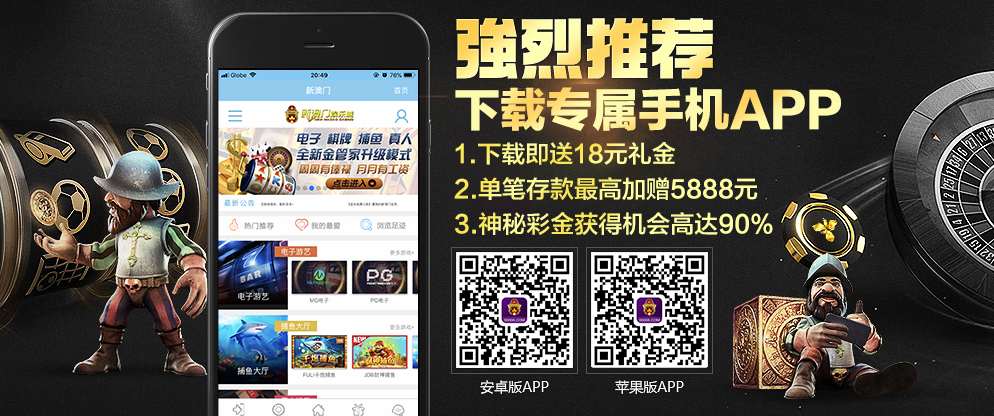 強烈推荐
下载专属手机APP
1.下载即送18元礼金
2.单笔存款最高加赠5888元
3.神秘彩金获得机会高达90%
安卓版APP
苹果版APP
Globe
20:49
76%
新澳门
首页
电子 棋牌 捕鱼 真人
全新金管家升级模式
周周有俸禄 月月有工资
点击进入
最新公告
热门推荐
我的最爱
浏览足迹
电子游艺
更多游戏>
BAR
电子游艺
MG电子
PG
PG电子
捕鱼大厅
更多游戏>
捕鱼大厅
FULI千炮捕鱼
NEW
JDB财神捕鱼